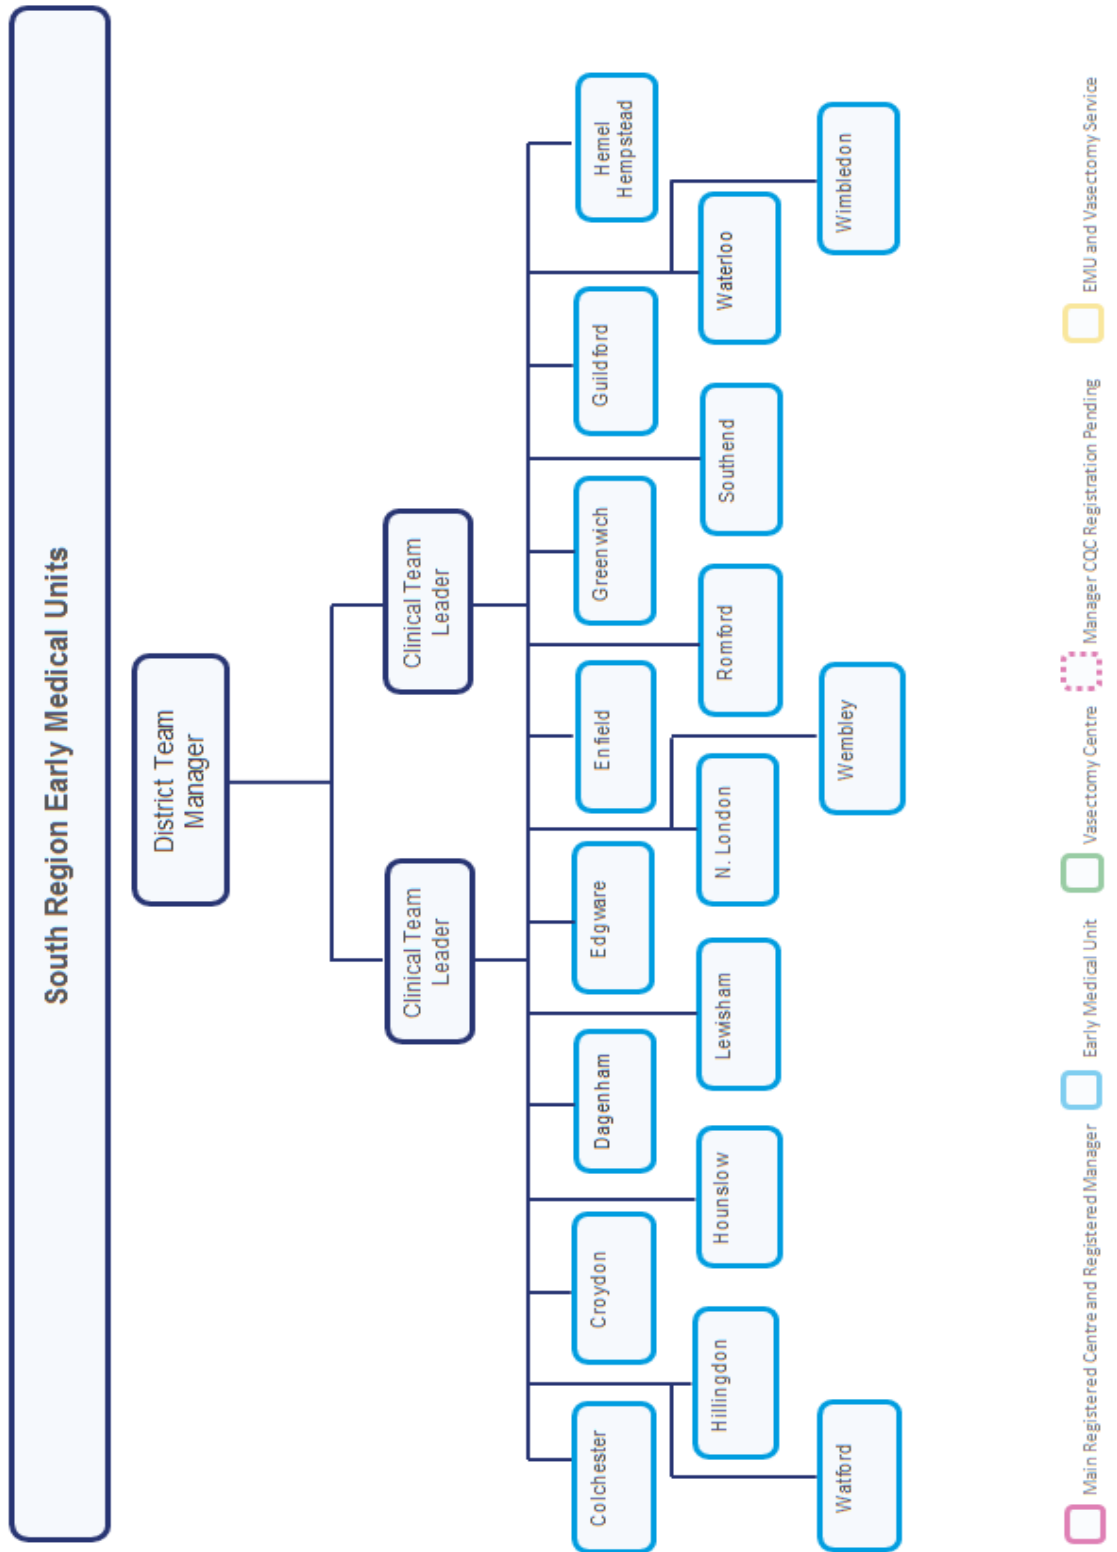 South Region Early Medical Units
District Team
Manager
Clinical Team
Leader
Clinical Team
Leader
Colchester
Croydon
Dagenham
Edgware
Enfield
Greenwich
Guildford
Hemel
Hempstead
Hillingdon
Hounslow
Lewisham
N. London
Romford
Southend
Waterloo
Watford
Wembley
Wimbledon
Main Registered Centre and Registered Manager
Early Medical Unit
Vasectomy Centre
Manager CQC Registration Pending
EMU and Vasectomy Service